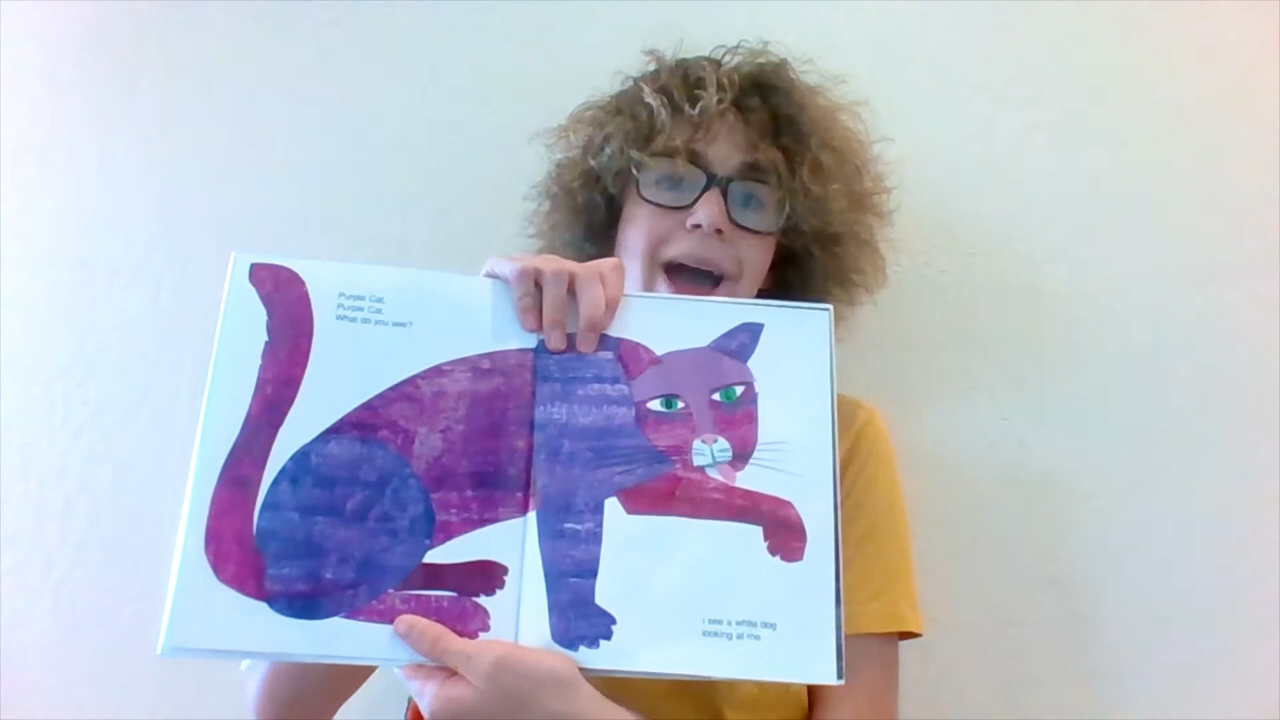 Purple Cat,
Purple Cat,
What do you see?
I see a white dog
looking at me.